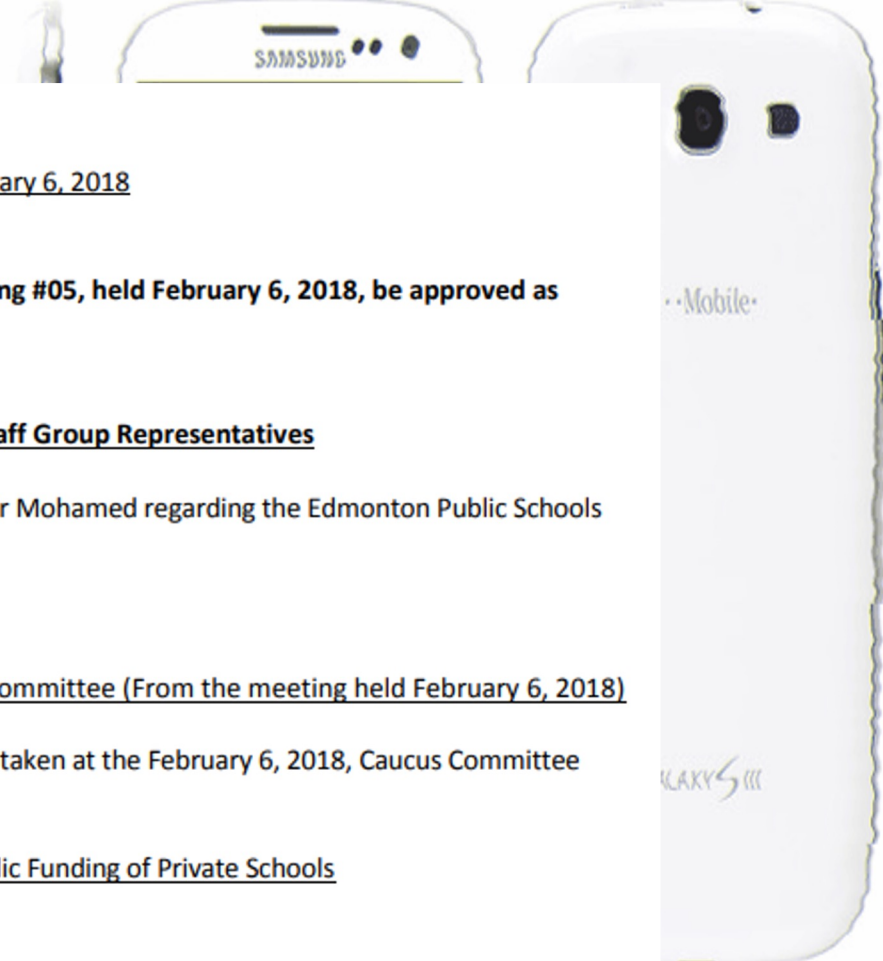 SAMSUNG
ary 6, 2018
ng #05, held February 6, 2018, be approved as
··Mobile·
aff Group Representatives
r Mohamed regarding the Edmonton Public Schools
ommittee (From the meeting held February 6, 2018)
taken at the February 6, 2018, Caucus Committee
ALAXY S III
lic Funding of Private Schools